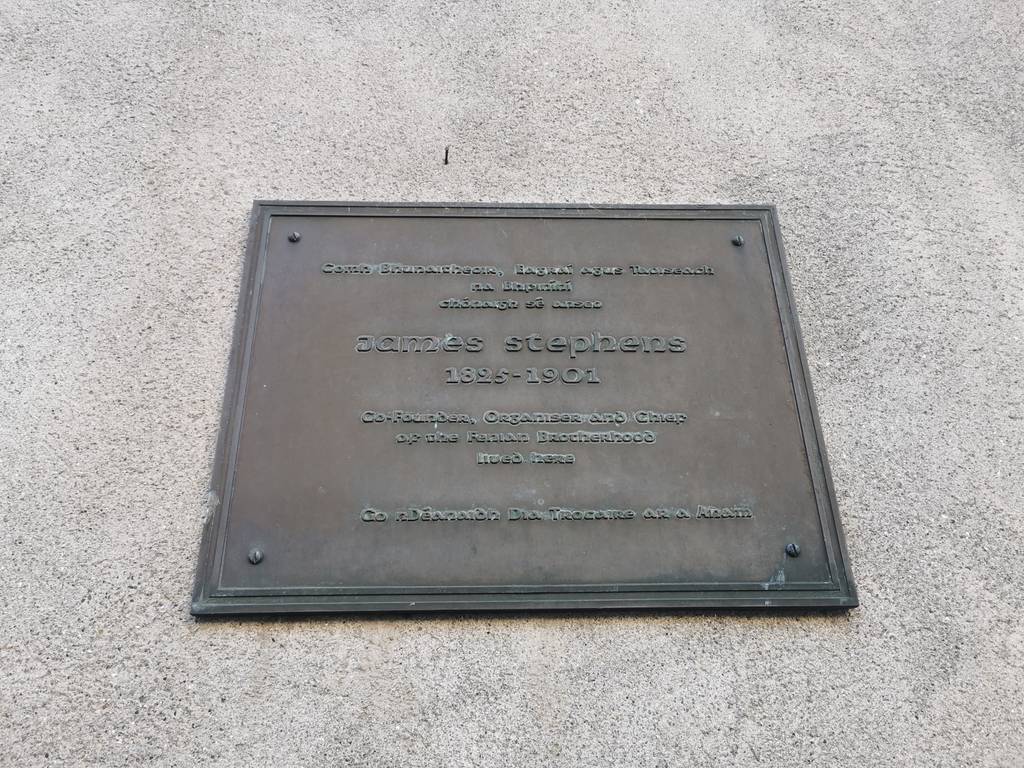 Comh Bhunaitheoir, Eagraí agus Taoiseach
na bhFiníní
chónaigh sé anseo
James Stephens
1825-1901
Co-Founder, Organiser and Chief
of the Fenian Brotherhood
lived here
Go nDéanaidh Dia Trócaire ar a Anam